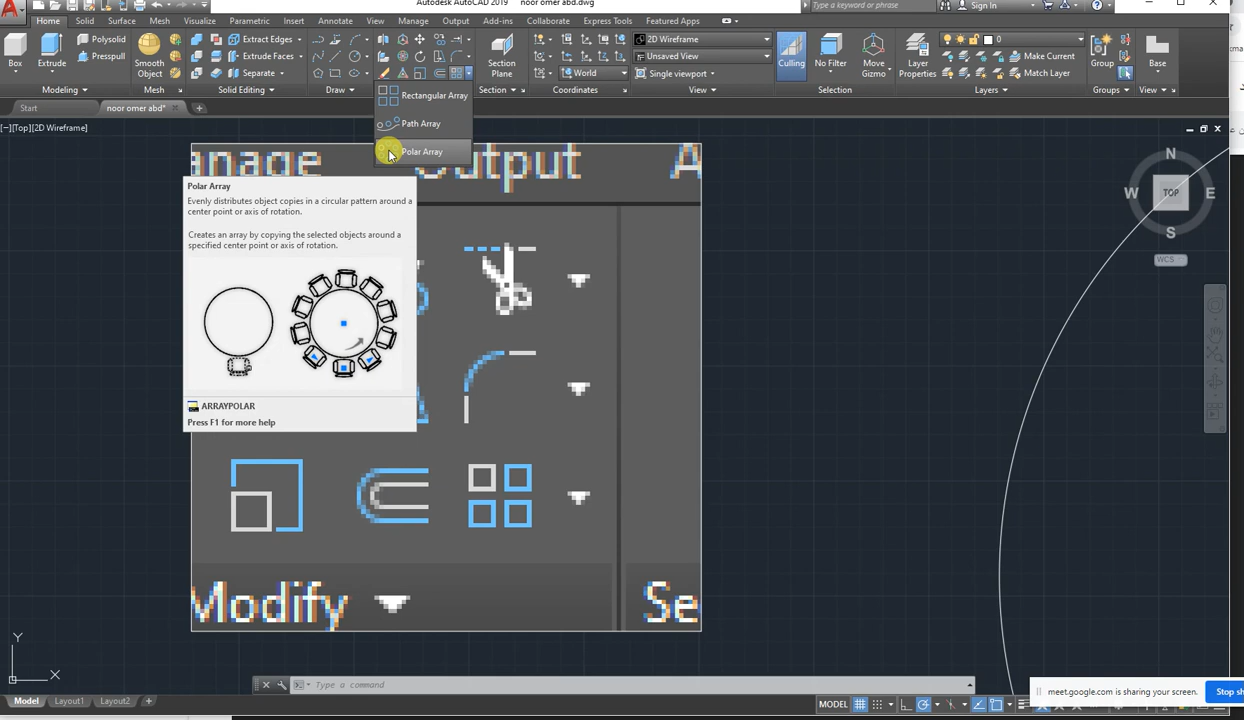 Autodesk AutoCAD 2019 noor omer abd.dwg
Type a keyword or phrase
Sign In
Home Solid Surface Mesh Visualize Parametric Insert Annotate View Manage Output Add-ins Collaborate Express Tools Featured Apps
Box
Extrude
Polysolid
Presspull
Smooth
Object
Extract Edges
Extrude Faces
Separate
Section
Plane
2D Wireframe
Unsaved View
World
Single viewport
Culling
No Filter
Move
Gizmo
Layer
Properties
0
Make Current
Match Layer
Group
Base
Modeling
Solid Editing
Draw
Section
Coordinates
Layers
Groups
View
Start
noor omer abd*
Rectangular Array
Path Array
Polar Array
[−][Top][2D Wireframe]
Polar Array
Evenly distributes object copies in a circular pattern around a
center point or axis of rotation.
Creates an array by copying the selected objects around a
specified center point or axis of rotation.
ARRAYPOLAR
Press F1 for more help
anage
Output
A
Modify
Se
N
W
TOP
E
S
WCS
Y
X
Type a command
Model Layout1 Layout2
MODEL
meet.google.com is sharing your screen.
Stop sh